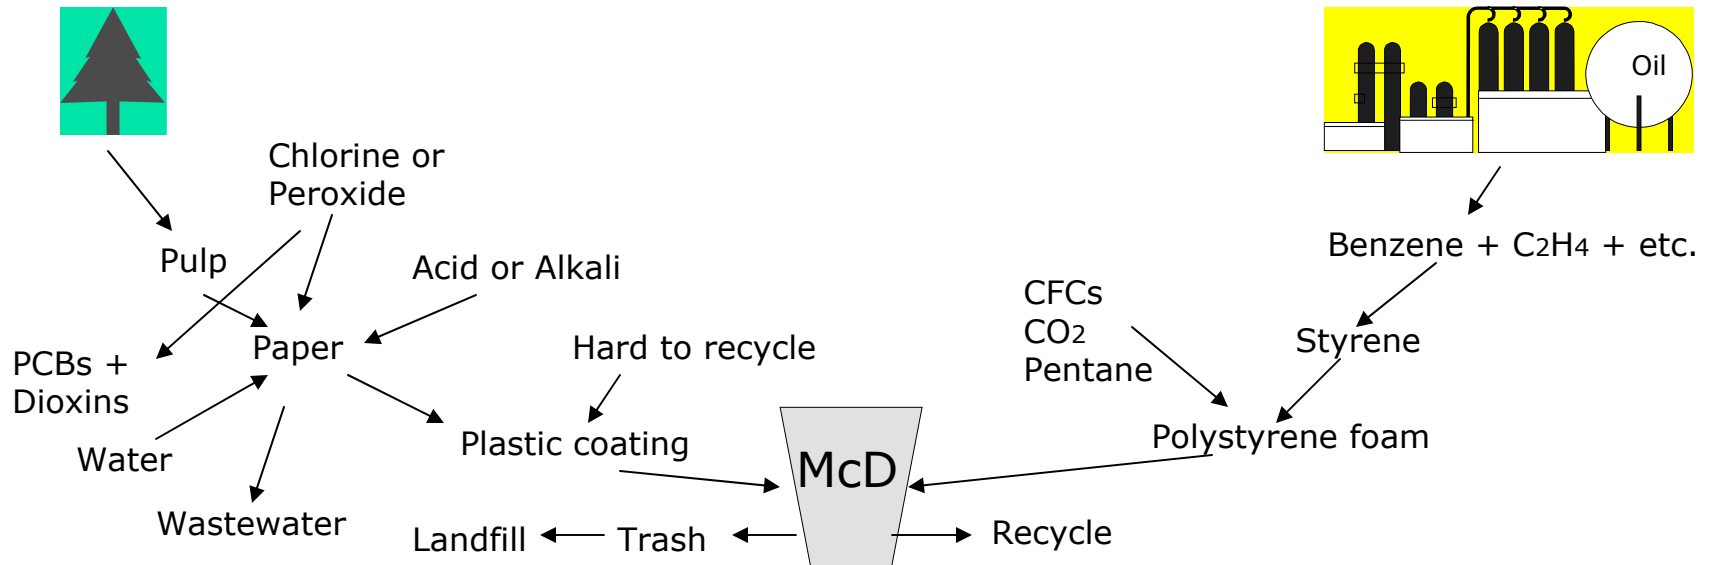 Oil
Chlorine or
Peroxide
Pulp
Acid or Alkali
Benzene + C2H4 + etc.
CFCs
CO2
Pentane
Styrene
Paper
Hard to recycle
PCBs +
Dioxins
Water
Plastic coating
Polystyrene foam
McD
Wastewater
Landfill
Trash
Recycle